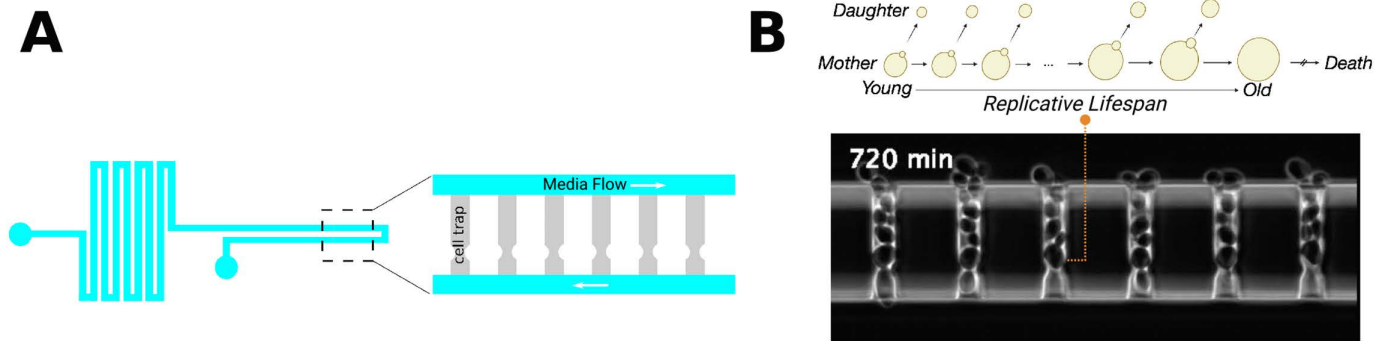 A
B
Daughter
Mother
...
Death
Young
Old
Replicative Lifespan
720 min
Media Flow
cell trap